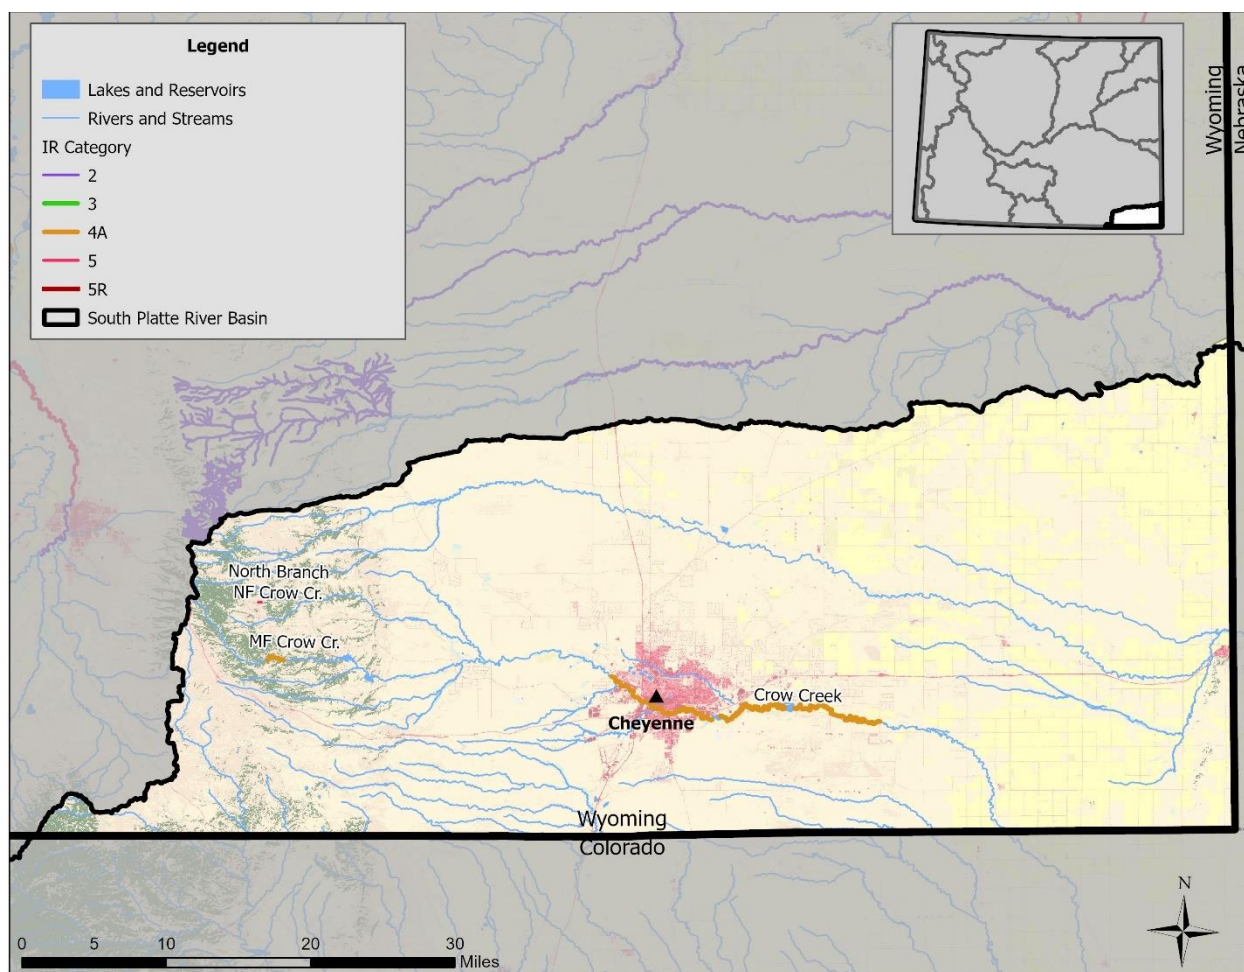 Legend
Lakes and Reservoirs
Rivers and Streams
IR Category
2
3
4A
5
5R
South Platte River Basin
Wyoming
Nebraska
North Branch
NF Crow Cr.
MF Crow Cr.
Crow Creek
Cheyenne
Wyoming
Colorado
N
0 5 10 20 30
Miles